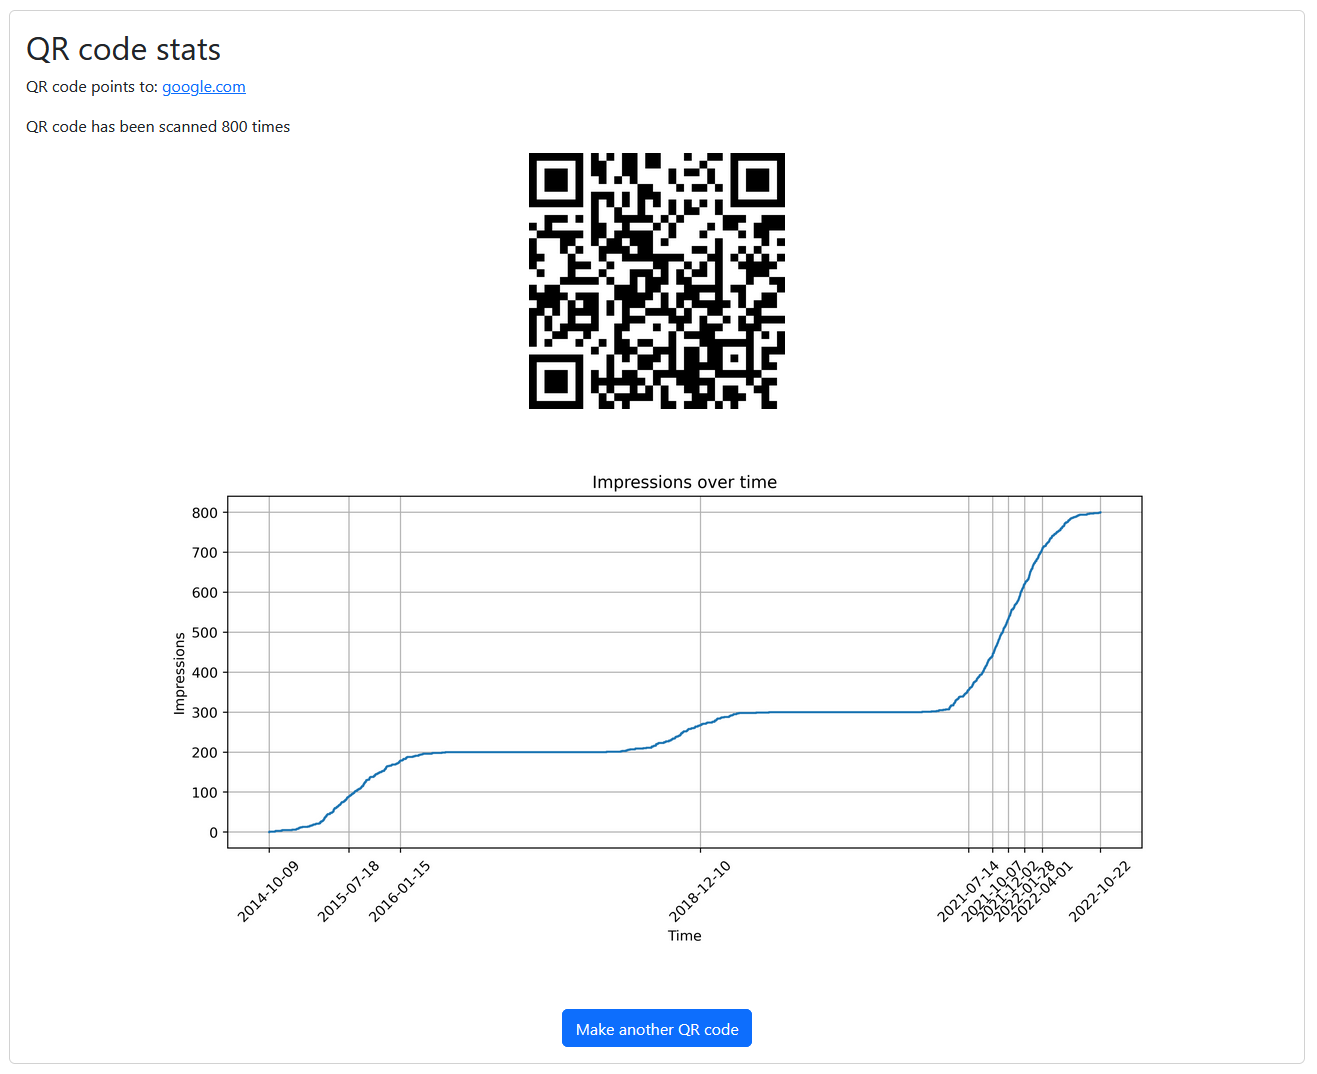 QR code stats
QR code points to: google.com
QR code has been scanned 800 times
Impressions over time
800
700
600
500
400
300
200
100
0
Impressions
2014-10-09
2015-07-18
2016-01-15
2018-12-10
2021-07-14
2021-10-07
2021-12-02
2022-01-28
2022-04-01
2022-10-22
Time
Make another QR code